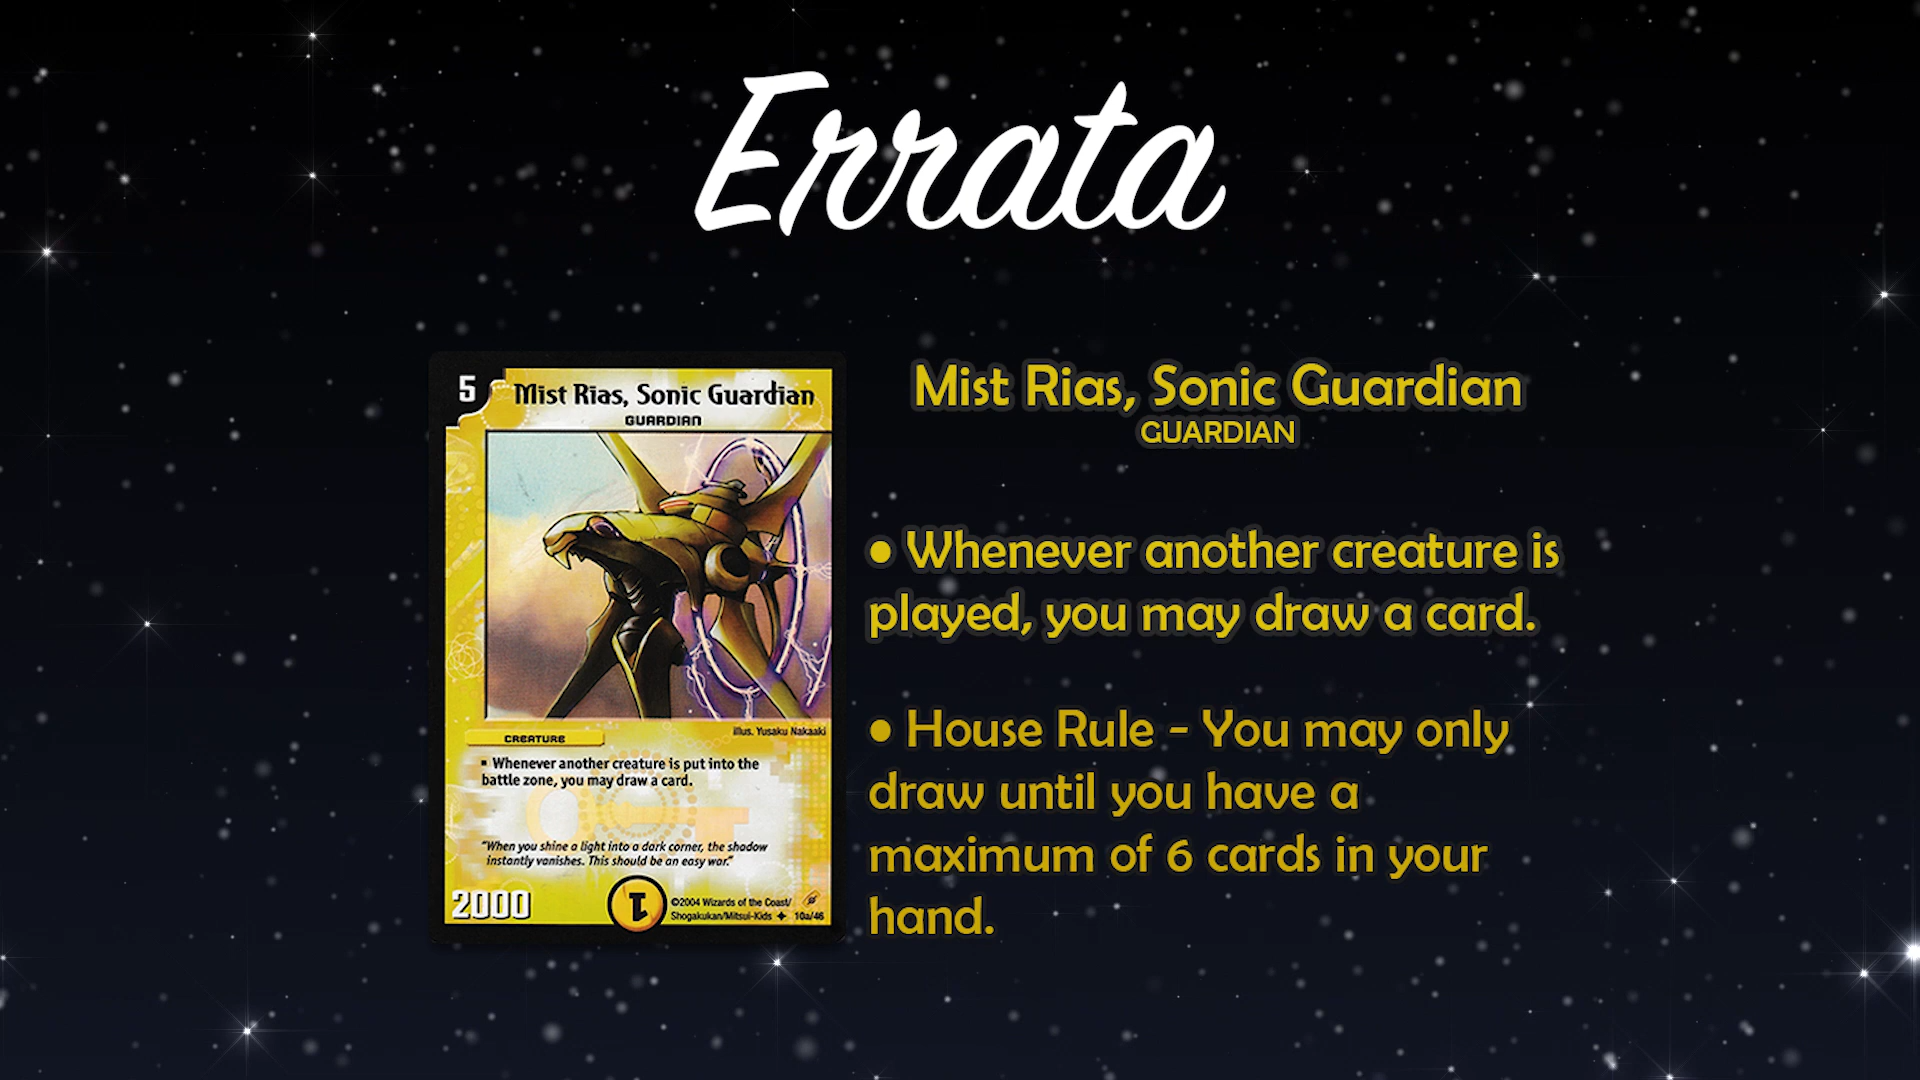 Errata
5
Mist Rias, Sonic Guardian
GUARDIAN
illus. Yusaku Nakaaki
CREATURE
▪ Whenever another creature is put into the
battle zone, you may draw a card.
"When you shine a light into a dark corner, the shadow
instantly vanishes. This should be an easy war."
2000
1
©2004 Wizards of the Coast/
Shogakukan/Mitsui-Kids ✦ 10a/46
Mist Rias, Sonic Guardian
GUARDIAN
• Whenever another creature is
played, you may draw a card.
• House Rule - You may only
draw until you have a
maximum of 6 cards in your
hand.